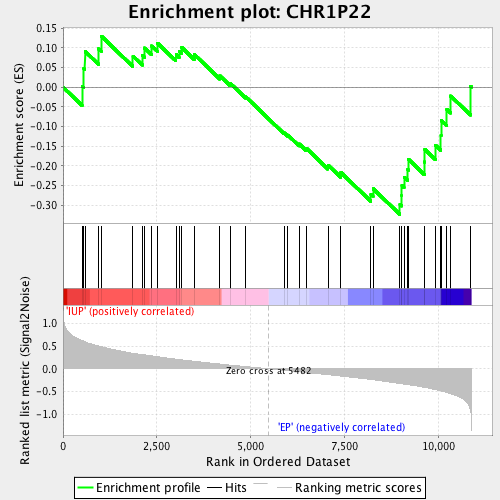 Enrichment plot: CHR1P22
Enrichment score (ES)
0.15
0.10
0.05
0.00
-0.05
-0.10
-0.15
-0.20
-0.25
-0.30
'IUP' (positively correlated)
Ranked list metric (Signal2Noise)
1.0
0.5
0.0
-0.5
-1.0
Zero cross at 5482
'EP' (negatively correlated)
0 2,500 5,000 7,500 10,000
Rank in Ordered Dataset
Enrichment profile Hits Ranking metric scores